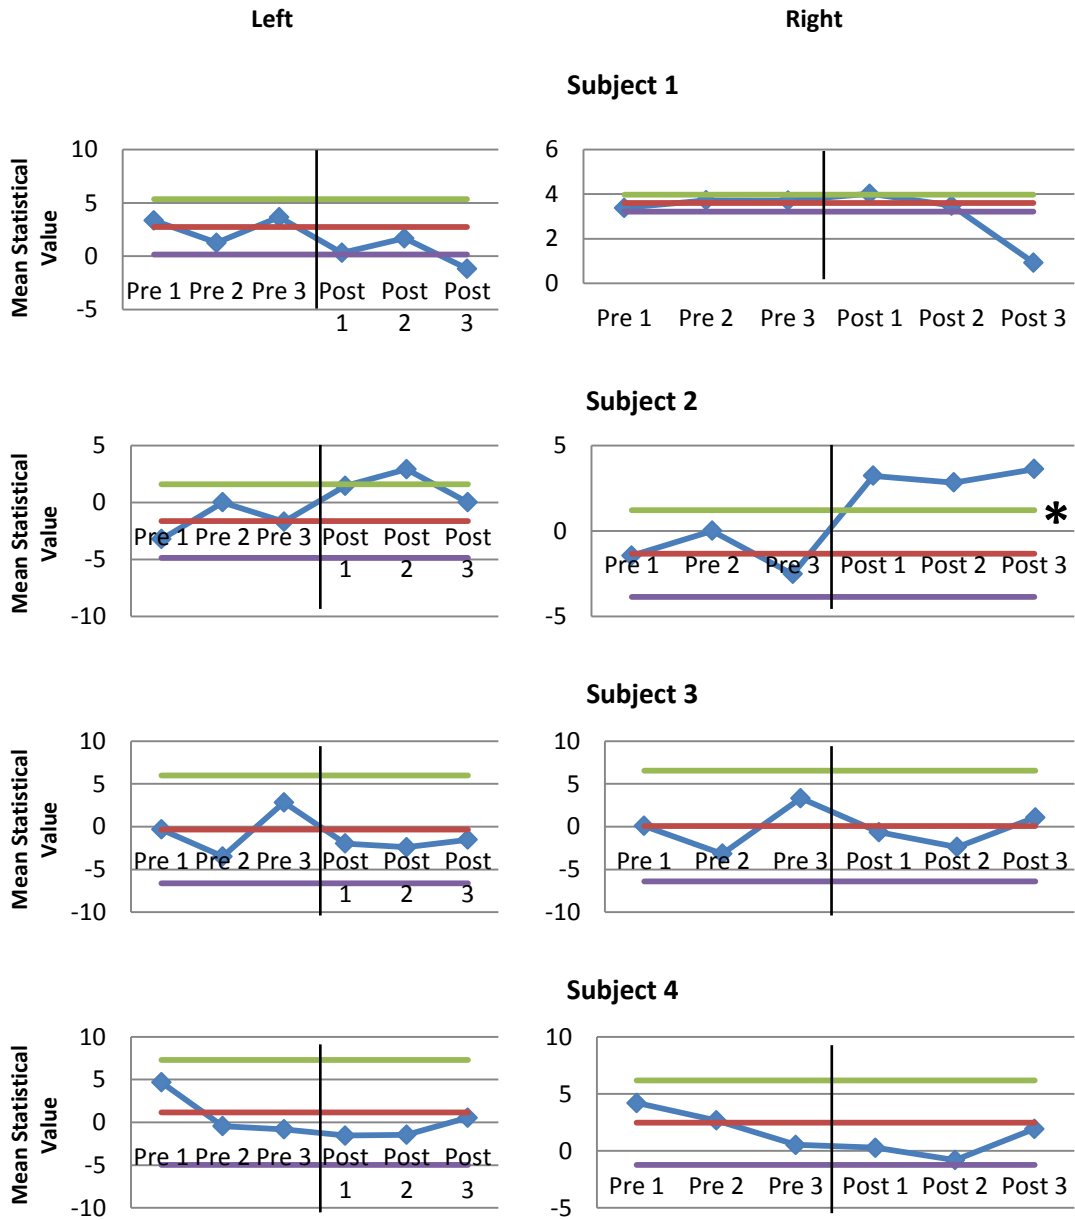 Left Right
Subject 1
Mean Statistical
Value
10
5
0
-5
Pre 1 Pre 2 Pre 3 Post Post Post
1 2 3
6
4
2
0
Pre 1 Pre 2 Pre 3 Post 1 Post 2 Post 3
Subject 2
Mean Statistical
Value
5
0
-5
-10
Pre 1 Pre 2 Pre 3 Post Post Post
1 2 3
5
0
-5
Pre 1 Pre 2 Pre 3 Post 1 Post 2 Post 3
*
Subject 3
Mean Statistical
Value
10
5
0
-5
-10
Pre 1 Pre 2 Pre 3 Post Post Post
1 2 3
10
5
0
-5
-10
Pre 1 Pre 2 Pre 3 Post 1 Post 2 Post 3
Subject 4
Mean Statistical
Value
10
5
0
-5
-10
Pre 1 Pre 2 Pre 3 Post Post Post
1 2 3
10
5
0
-5
Pre 1 Pre 2 Pre 3 Post 1 Post 2 Post 3